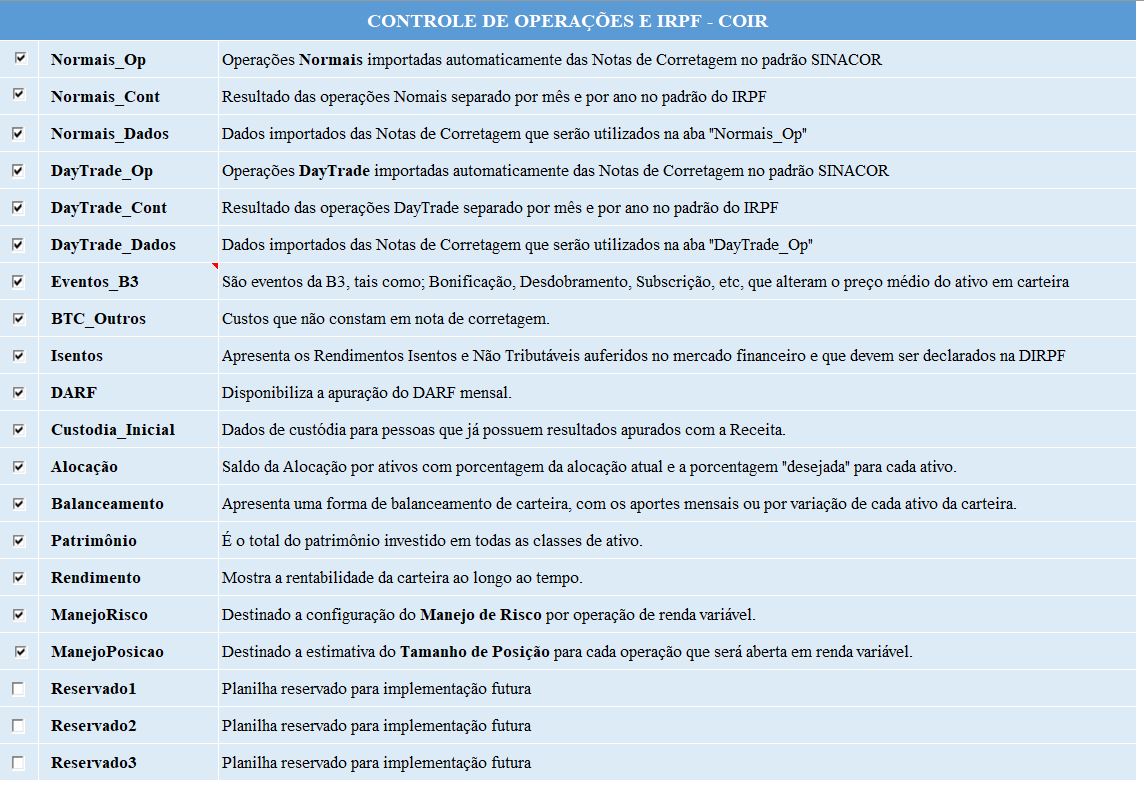 CONTROLE DE OPERAÇÕES E IRPF - COIR
Normais_Op Operações Normais importadas automaticamente das Notas de Corretagem no padrão SINACOR
Normais_Cont Resultado das operações Nomais separado por mês e por ano no padrão do IRPF
Normais_Dados Dados importados das Notas de Corretagem que serão utilizados na aba "Normais_Op"
DayTrade_Op Operações DayTrade importadas automaticamente das Notas de Corretagem no padrão SINACOR
DayTrade_Cont Resultado das operações DayTrade separado por mês e por ano no padrão do IRPF
DayTrade_Dados Dados importados das Notas de Corretagem que serão utilizados na aba "DayTrade_Op"
Eventos_B3 São eventos da B3, tais como; Bonificação, Desdobramento, Subscrição, etc, que alteram o preço médio do ativo em carteira
BTC_Outros Custos que não constam em nota de corretagem.
Isentos Apresenta os Rendimentos Isentos e Não Tributáveis auferidos no mercado financeiro e que devem ser declarados na DIRPF
DARF Disponibiliza a apuração do DARF mensal.
Custodia_Inicial Dados de custódia para pessoas que já possuem resultados apurados com a Receita.
Alocação Saldo da Alocação por ativos com porcentagem da alocação atual e a porcentagem "desejada" para cada ativo.
Balanceamento Apresenta uma forma de balanceamento de carteira, com os aportes mensais ou por variação de cada ativo da carteira.
Patrimônio É o total do patrimônio investido em todas as classes de ativo.
Rendimento Mostra a rentabilidade da carteira ao longo ao tempo.
ManejoRisco Destinado a configuração do Manejo de Risco por operação de renda variável.
ManejoPosicao Destinado a estimativa do Tamanho de Posição para cada operação que será aberta em renda variável.
Reservado1 Planilha reservado para implementação futura
Reservado2 Planilha reservado para implementação futura
Reservado3 Planilha reservado para implementação futura